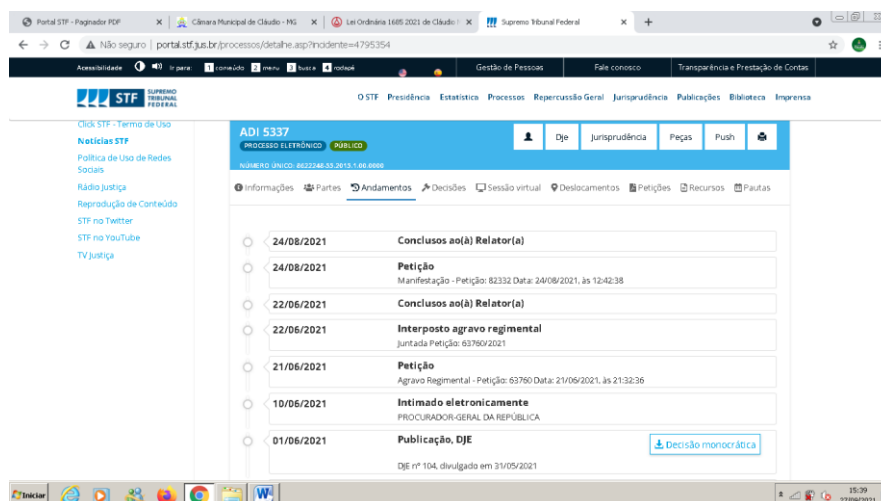 Portal STF - Paginador PDF
Câmara Municipal de Cláudio - MG
Lei Ordinária 1685 2021 de Cláudio
Supremo Tribunal Federal
Não seguro | portal.stf.jus.br/processos/detalhe.asp?incidente=4795354
Acessibilidade Ir para: 1 conteúdo 2 menu 3 busca 4 rodapé Gestão de Pessoas Fale conosco Transparência e Prestação de Contas
STF SUPREMO TRIBUNAL FEDERAL
O STF Presidência Estatística Processos Repercussão Geral Jurisprudência Publicações Biblioteca Imprensa
Click STF - Termo de Uso
Notícias STF
Política de Uso de Redes
Sociais
Rádio Justiça
Reprodução de Conteúdo
STF no Twitter
STF no YouTube
TV Justiça
ADI 5337
PROCESSO ELETRÔNICO PÚBLICO
Dje Jurisprudência Peças Push
Informações Partes Andamentos Decisões Sessão virtual Deslocamentos Petições Recursos Pautas
24/08/2021 Conclusos ao(à) Relator(a)
24/08/2021 Petição
Manifestação - Petição: 82332 Data: 24/08/2021, às 12:42:38
22/06/2021 Conclusos ao(à) Relator(a)
22/06/2021 Interposto agravo regimental
Juntada Petição: 63760/2021
21/06/2021 Petição
Agravo Regimental - Petição: 63760 Data: 21/06/2021, às 21:32:36
10/06/2021 Intimado eletronicamente
PROCURADOR-GERAL DA REPÚBLICA
01/06/2021 Publicação, DJE
Decisão monocrática
DJE nº 104, divulgado em 31/05/2021
Iniciar
15:39